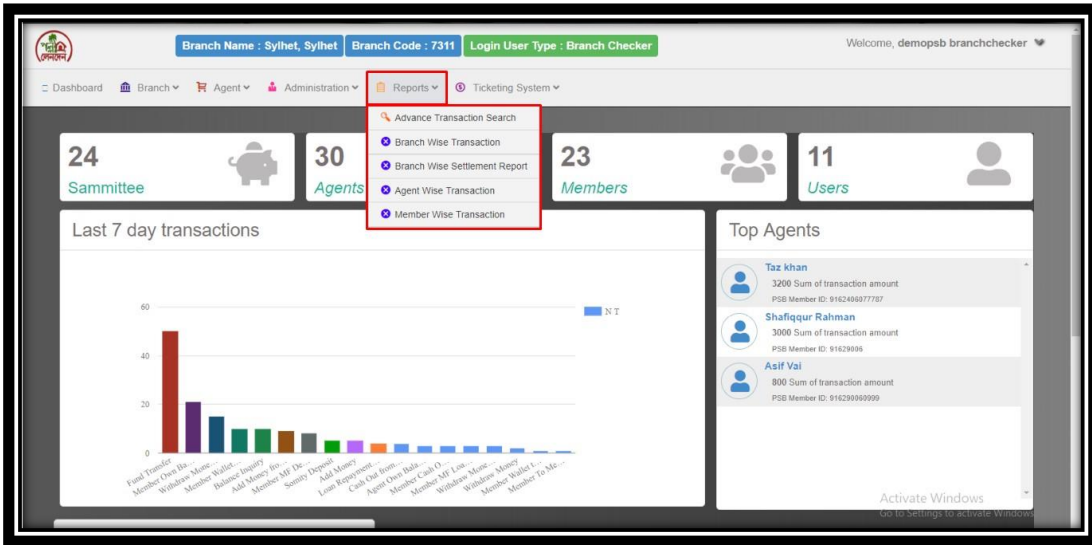 পল্লি
লেনদেন
Branch Name : Sylhet, Sylhet Branch Code : 7311 Login User Type : Branch Checker
Welcome, demopsb branchchecker
Dashboard Branch Agent Administration Reports Ticketing System
Advance Transaction Search
Branch Wise Transaction
Branch Wise Settlement Report
Agent Wise Transaction
Member Wise Transaction
24
Sammittee
30
Agents
23
Members
11
Users
Last 7 day transactions
60
40
20
0
N T
Fund Transfer
Member Own Ba...
Withdraw Mone...
Member Wallet...
Balance Inquiry
Add Money fro...
Member MF De...
Somity Deposit
Add Money
Loan Repayment...
Cash Out from...
Agent Own Bala...
Member Cash O...
Member MF Loa...
Withdraw Mone...
Withdraw Money
Member Wallet t...
Member To Me...
Top Agents
Taz khan
3200 Sum of transaction amount
PSB Member ID: 9162406077787
Shafiqqur Rahman
3000 Sum of transaction amount
PSB Member ID: 91629006
Asif Vai
800 Sum of transaction amount
PSB Member ID: 916290060999
Activate Windows
Go to Settings to activate Windows